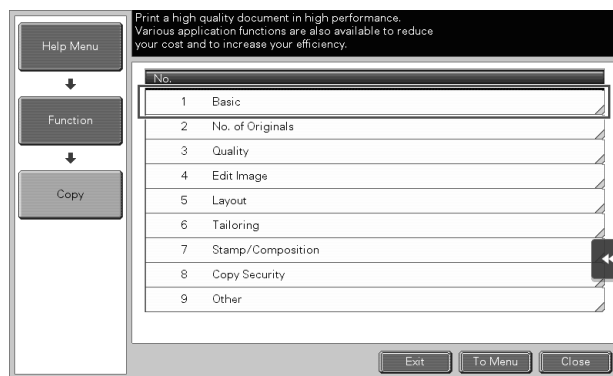 Print a high quality document in high performance.
Various application functions are also available to reduce
your cost and to increase your efficiency.
Help Menu
Function
Copy
No.
1 Basic
2 No. of Originals
3 Quality
4 Edit Image
5 Layout
6 Tailoring
7 Stamp/Composition
8 Copy Security
9 Other
Exit To Menu Close